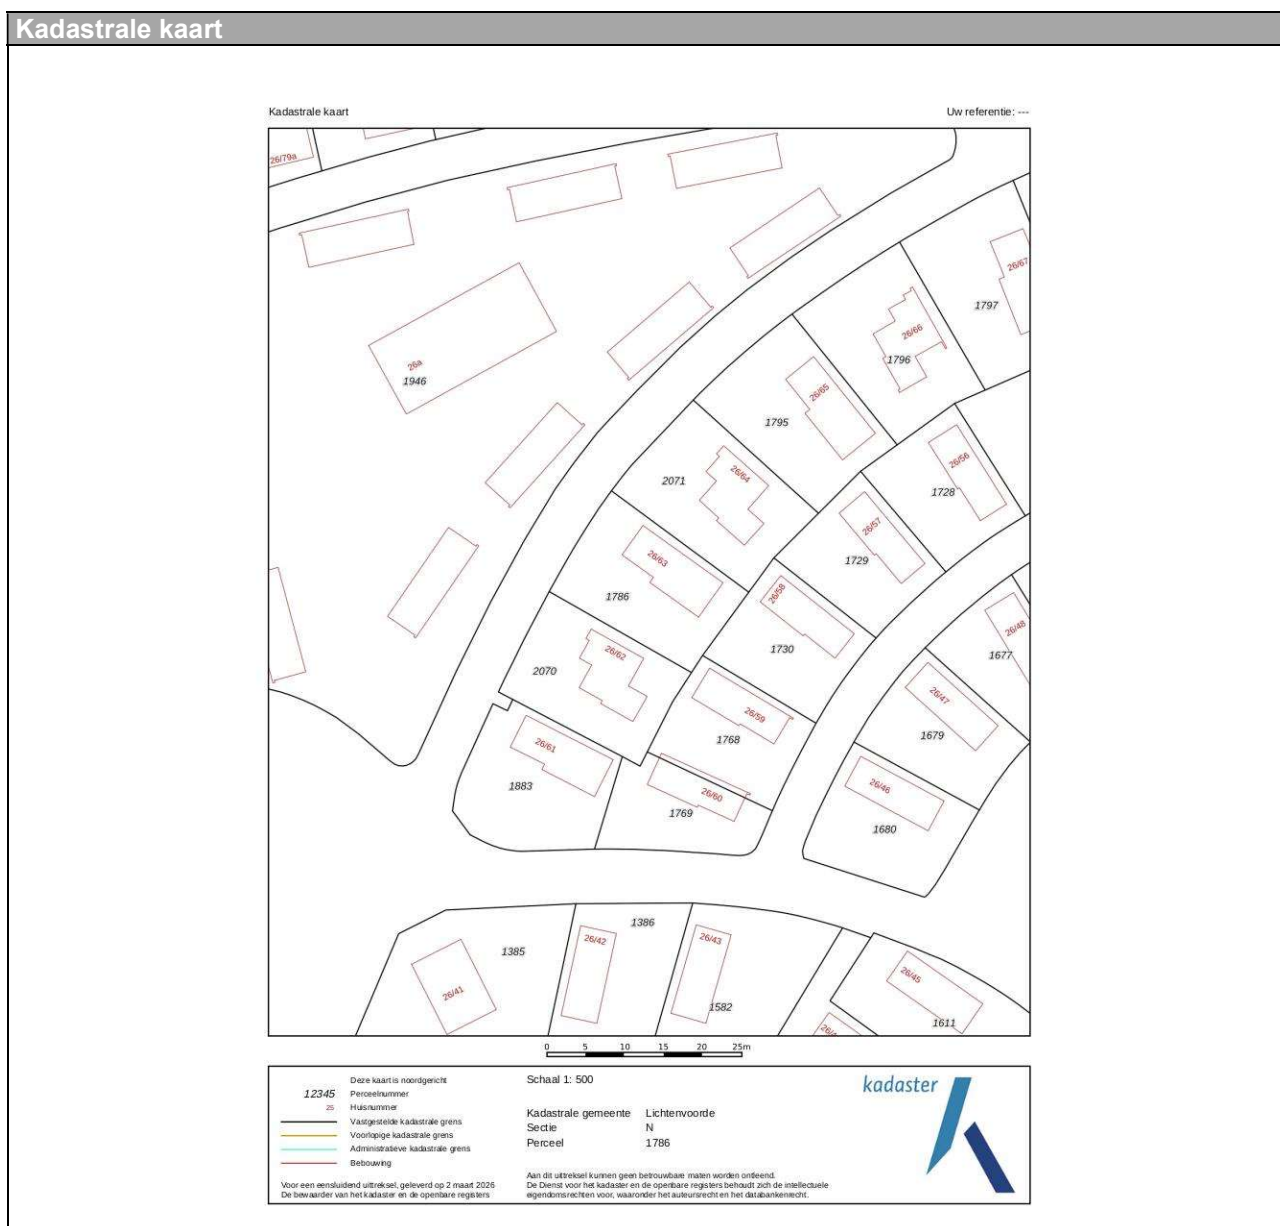 Kadastrale kaart
Kadastrale kaart
Uw referentie: ---
26/79a
26/67
1797
26/66
1796
26a
1946
26/65
1795
26/64
2071
26/56
1728
26/57
1729
26/63
1786
26/58
1730
26/48
1677
26/62
2070
26/47
1679
26/59
1768
26/61
1883
26/60
1769
26/46
1680
1386
26/42
26/43
1385
26/41
1582
26/45
1611
0 5 10 15 20 25m
Deze kaart is noordgericht
12345 Perceelnummer
25 Huisnummer
Vastgestelde kadastrale grens
Voorlopige kadastrale grens
Administratieve kadastrale grens
Bebouwing
Voor een eensluidend uittreksel, geleverd op 2 maart 2026
De bewaarder van het kadaster en de openbare registers
Schaal 1: 500
Kadastrale gemeente Lichtenvoorde
Sectie N
Perceel 1786
Aan dit uittreksel kunnen geen betrouwbare maten worden ontleend.
De Dienst voor het kadaster en de openbare registers behoudt zich de intellectuele
eigendomsrechten voor, waaronder het auteursrecht en het databankenrecht.
kadaster